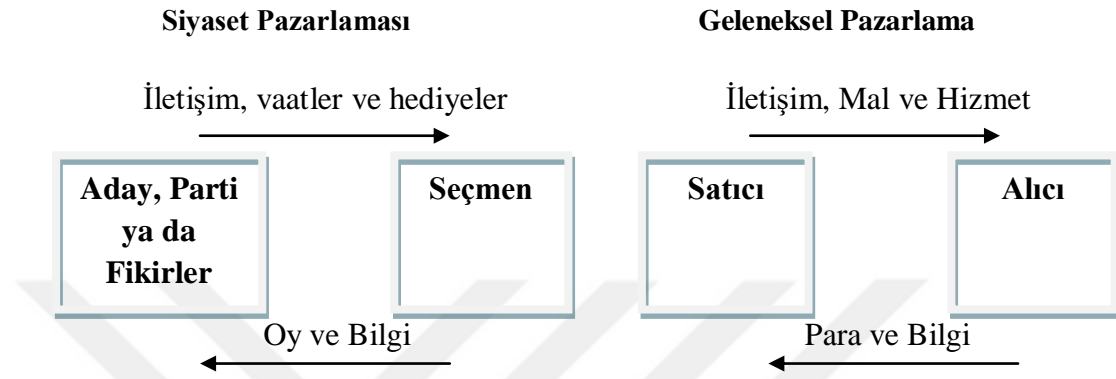 Siyaset Pazarlaması
İletişim, vaatler ve hediyeler
Aday, Parti
ya da
Fikirler
Seçmen
Oy ve Bilgi
Geleneksel Pazarlama
İletişim, Mal ve Hizmet
Satıcı
Alıcı
Para ve Bilgi